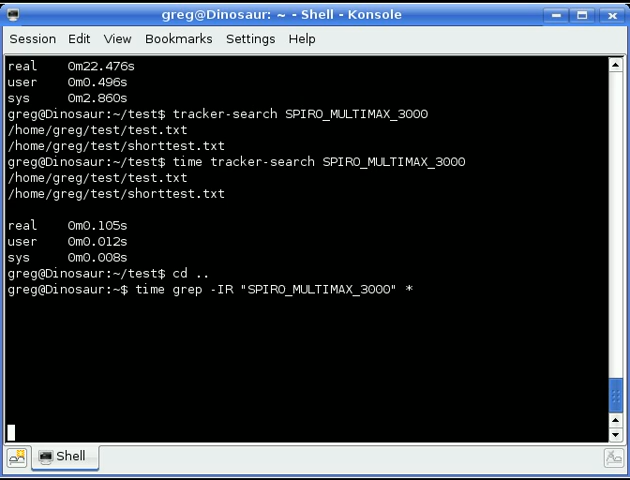 greg@Dinosaur: ~ - Shell - Konsole
Session Edit View Bookmarks Settings Help
real 0m22.476s
user 0m0.496s
sys 0m2.860s
greg@Dinosaur:~/test$ tracker-search SPIRO_MULTIMAX_3000
/home/greg/test/test.txt
/home/greg/test/shorttest.txt
greg@Dinosaur:~/test$ time tracker-search SPIRO_MULTIMAX_3000
/home/greg/test/test.txt
/home/greg/test/shorttest.txt
real 0m0.105s
user 0m0.012s
sys 0m0.008s
greg@Dinosaur:~/test$ cd ..
greg@Dinosaur:~$ time grep -IR "SPIRO_MULTIMAX_3000" *
Shell